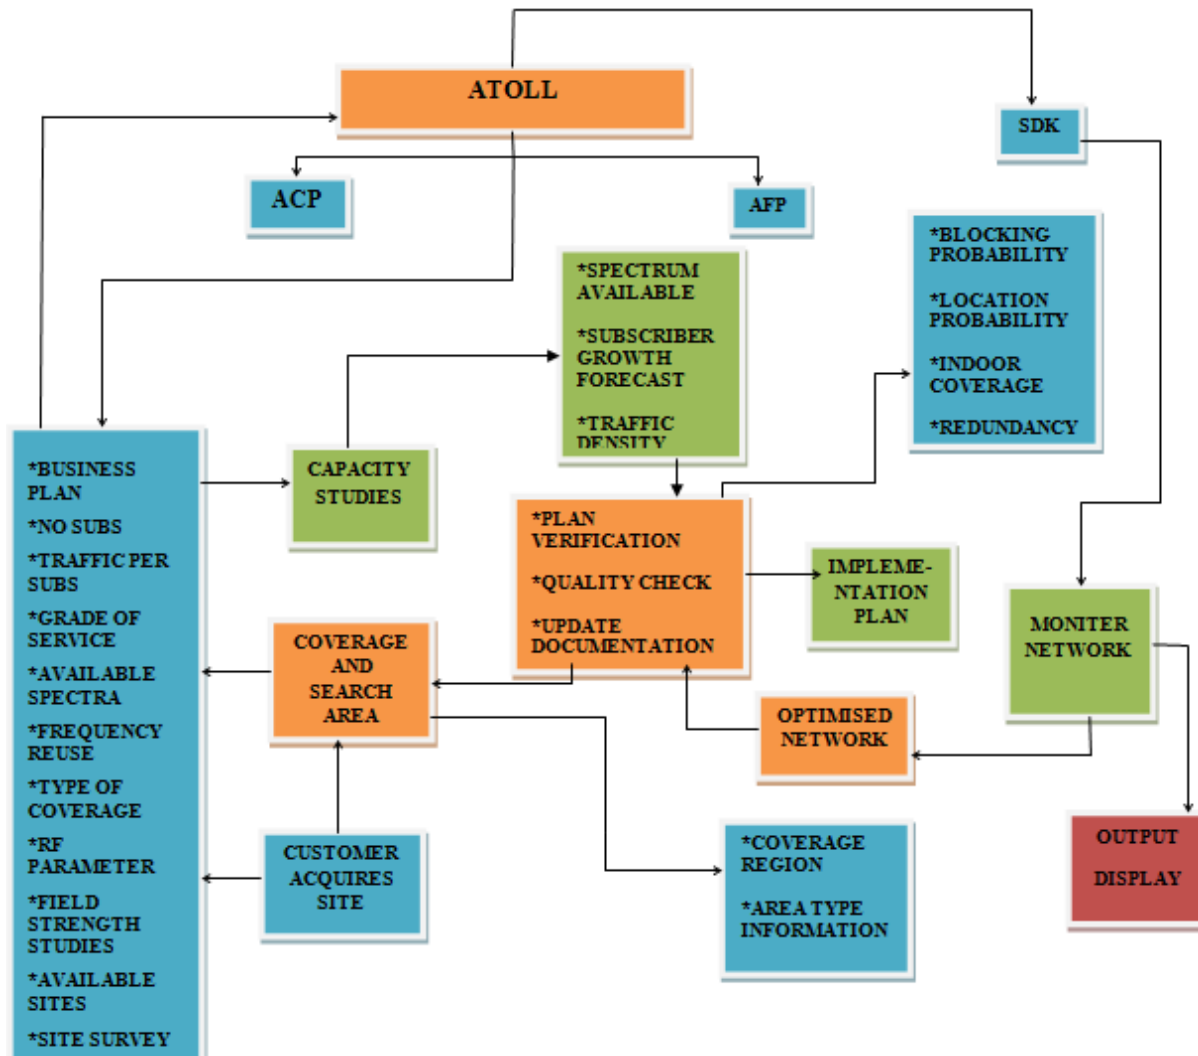 ATOLL
SDK
ACP
AFP
*BLOCKING
PROBABILITY
*LOCATION
PROBABILITY
*INDOOR
COVERAGE
*REDUNDANCY
*SPECTRUM
AVAILABLE
*SUBSCRIBER
GROWTH
FORECAST
*TRAFFIC
DENSITY
*BUSINESS
PLAN
*NO SUBS
*TRAFFIC PER
SUBS
*GRADE OF
SERVICE
*AVAILABLE
SPECTRA
*FREQUENCY
REUSE
*TYPE OF
COVERAGE
*RF
PARAMETER
*FIELD
STRENGTH
STUDIES
*AVAILABLE
SITES
*SITE SURVEY
CAPACITY
STUDIES
*PLAN
VERIFICATION
*QUALITY CHECK
*UPDATE
DOCUMENTATION
IMPLEME-
NTATION
PLAN
MONITER
NETWORK
COVERAGE
AND
SEARCH
AREA
OPTIMISED
NETWORK
CUSTOMER
ACQUIRES
SITE
*COVERAGE
REGION
*AREA TYPE
INFORMATION
OUTPUT
DISPLAY